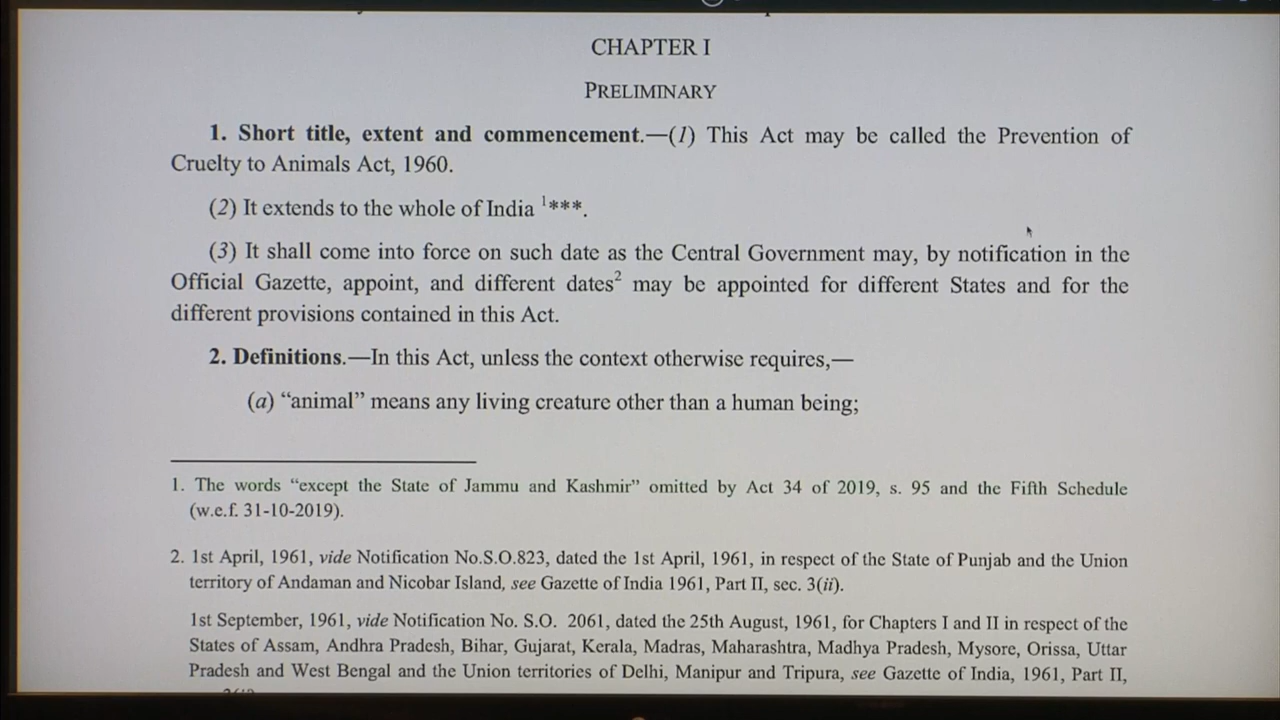 CHAPTER I
PRELIMINARY
1. Short title, extent and commencement.—(1) This Act may be called the Prevention of
Cruelty to Animals Act, 1960.
(2) It extends to the whole of India 1***.
(3) It shall come into force on such date as the Central Government may, by notification in the
Official Gazette, appoint, and different dates2 may be appointed for different States and for the
different provisions contained in this Act.
2. Definitions.—In this Act, unless the context otherwise requires,—
(a) “animal” means any living creature other than a human being;
1. The words “except the State of Jammu and Kashmir” omitted by Act 34 of 2019, s. 95 and the Fifth Schedule
(w.e.f. 31-10-2019).
2. 1st April, 1961, vide Notification No.S.O.823, dated the 1st April, 1961, in respect of the State of Punjab and the Union
territory of Andaman and Nicobar Island, see Gazette of India 1961, Part II, sec. 3(ii).
1st September, 1961, vide Notification No. S.O. 2061, dated the 25th August, 1961, for Chapters I and II in respect of the
States of Assam, Andhra Pradesh, Bihar, Gujarat, Kerala, Madras, Maharashtra, Madhya Pradesh, Mysore, Orissa, Uttar
Pradesh and West Bengal and the Union territories of Delhi, Manipur and Tripura, see Gazette of India, 1961, Part II,